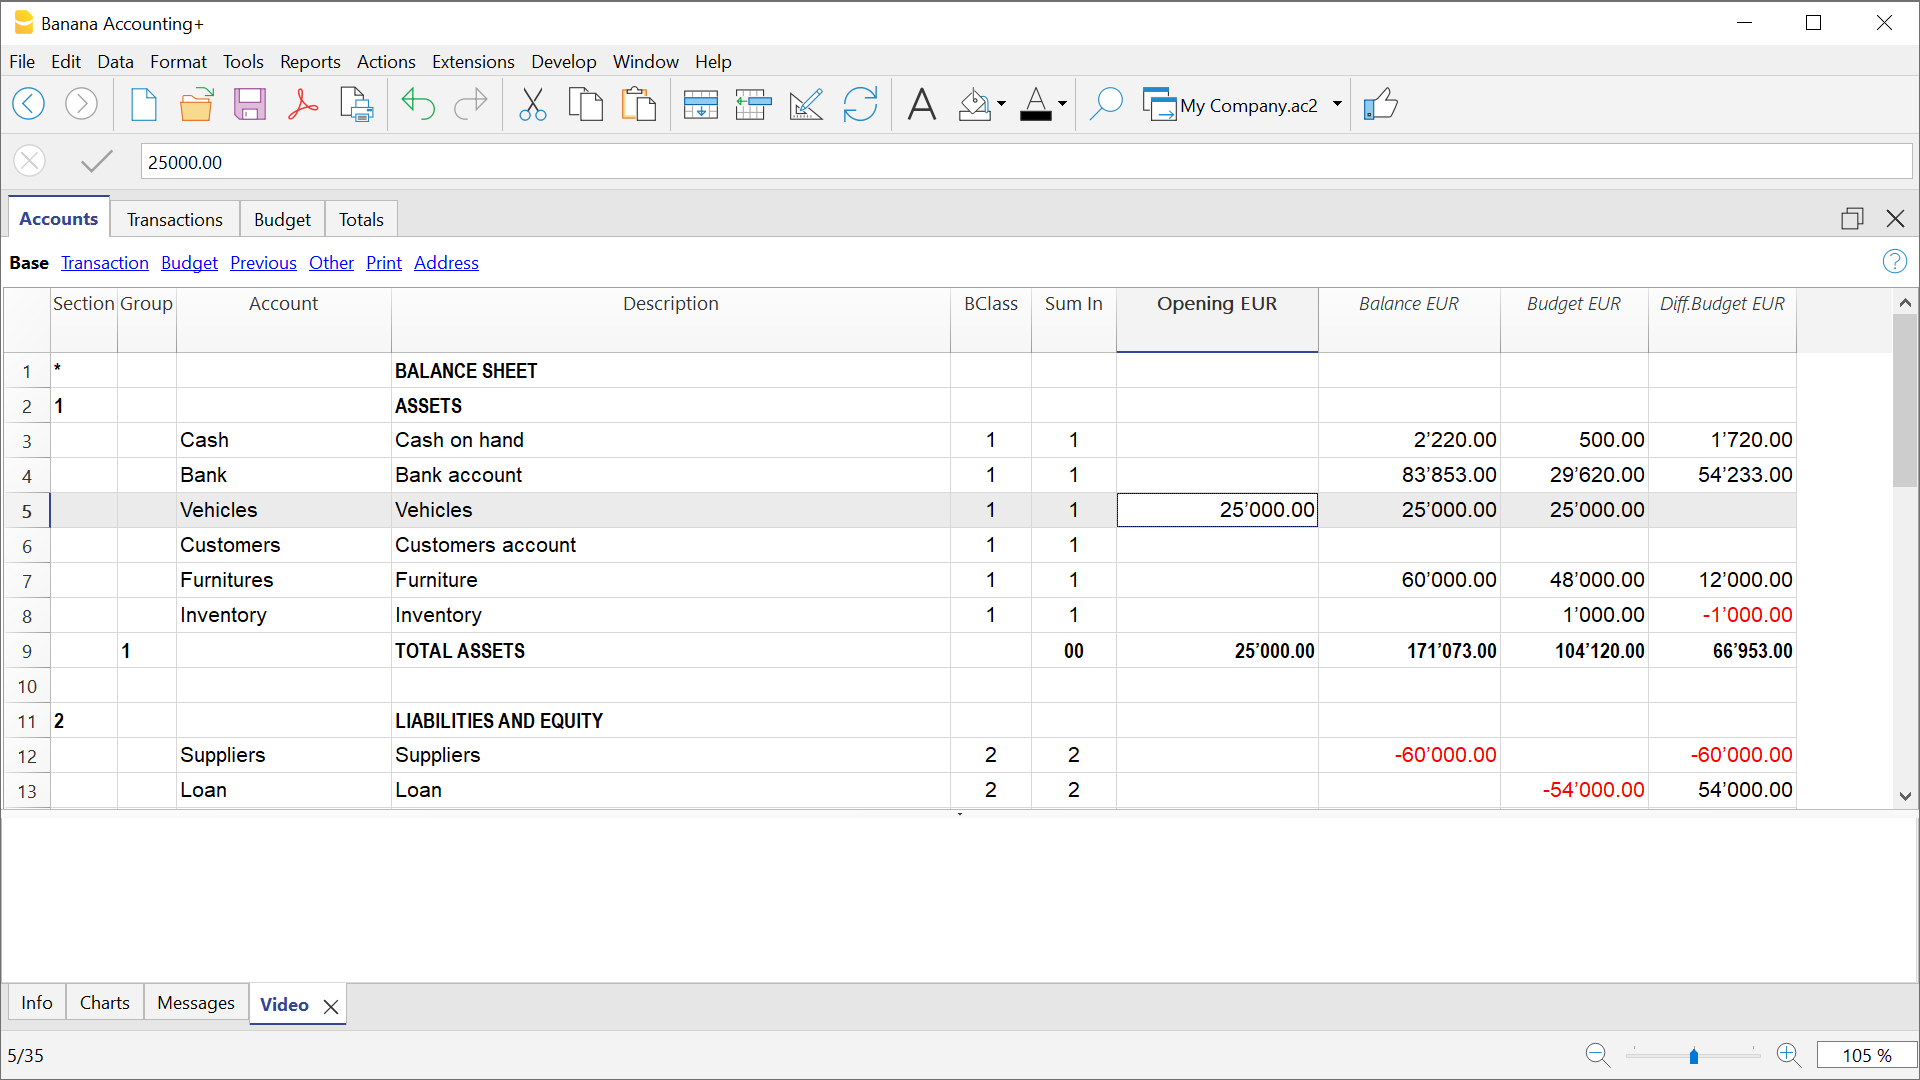 Banana Accounting+
File Edit Data Format Tools Reports Actions Extensions Develop Window Help
My Company.ac2
25000.00
Accounts Transactions Budget Totals
Base Transaction Budget Previous Other Print Address
Section Group Account Description BClass Sum In Opening EUR Balance EUR Budget EUR Diff.Budget EUR
1 * BALANCE SHEET
2 1 ASSETS
3 Cash Cash on hand 1 1 2’220.00 500.00 1’720.00
4 Bank Bank account 1 1 83’853.00 29’620.00 54’233.00
5 Vehicles Vehicles 1 1 25’000.00 25’000.00 25’000.00
6 Customers Customers account 1 1
7 Furnitures Furniture 1 1 60’000.00 48’000.00 12’000.00
8 Inventory Inventory 1 1 1’000.00 -1’000.00
9 1 TOTAL ASSETS 00 25’000.00 171’073.00 104’120.00 66’953.00
10
11 2 LIABILITIES AND EQUITY
12 Suppliers Suppliers 2 2 -60’000.00 -60’000.00
13 Loan Loan 2 2 -54’000.00 54’000.00
Info Charts Messages Video
5/35 105 %